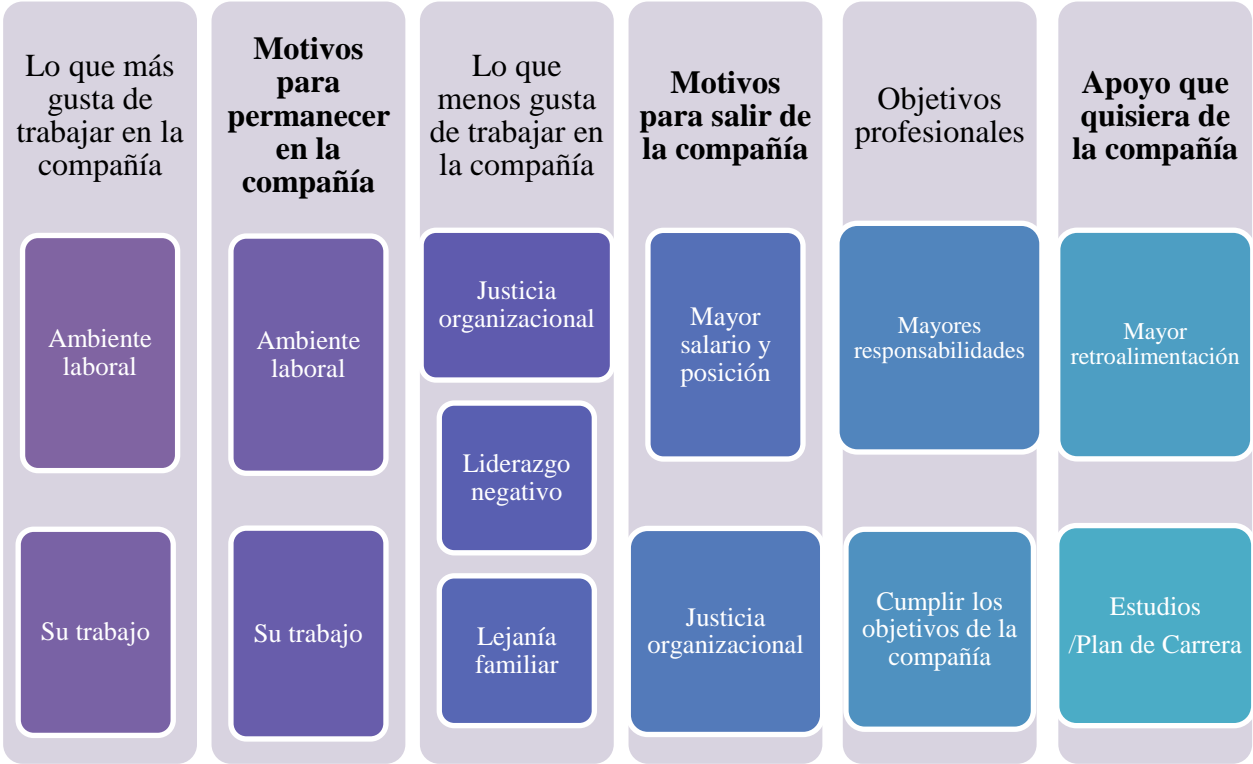 Lo que más
gusta de
trabajar en la
compañía
Ambiente
laboral
Su trabajo
Motivos
para
permanecer
en la
compañía
Ambiente
laboral
Su trabajo
Lo que
menos gusta
de trabajar en
la compañía
Justicia
organizacional
Liderazgo
negativo
Lejanía
familiar
Motivos
para salir de
la compañía
Mayor
salario y
posición
Justicia
organizacional
Objetivos
profesionales
Mayores
responsabilidades
Cumplir los
objetivos de la
compañía
Apoyo que
quisiera de
la compañía
Mayor
retroalimentación
Estudios
/Plan de Carrera